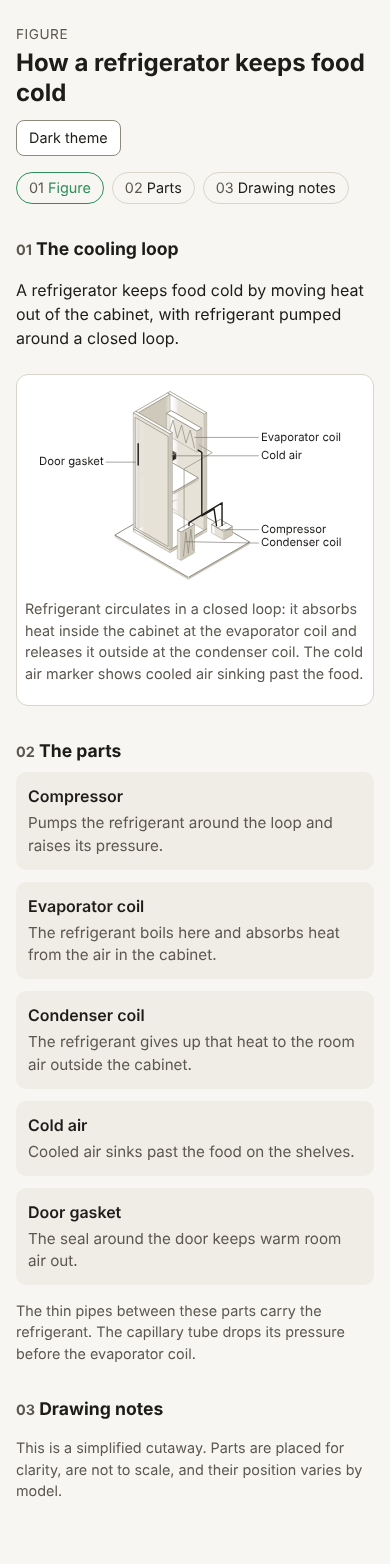 FIGURE
How a refrigerator keeps food
cold
Dark theme
01 Figure
02 Parts
03 Drawing notes
01 The cooling loop
A refrigerator keeps food cold by moving heat
out of the cabinet, with refrigerant pumped
around a closed loop.
Evaporator coil
Cold air
Door gasket
Compressor
Condenser coil
Refrigerant circulates in a closed loop: it absorbs
heat inside the cabinet at the evaporator coil and
releases it outside at the condenser coil. The cold
air marker shows cooled air sinking past the food.
02 The parts
Compressor
Pumps the refrigerant around the loop and
raises its pressure.
Evaporator coil
The refrigerant boils here and absorbs heat
from the air in the cabinet.
Condenser coil
The refrigerant gives up that heat to the room
air outside the cabinet.
Cold air
Cooled air sinks past the food on the shelves.
Door gasket
The seal around the door keeps warm room
air out.
The thin pipes between these parts carry the
refrigerant. The capillary tube drops its pressure
before the evaporator coil.
03 Drawing notes
This is a simplified cutaway. Parts are placed for
clarity, are not to scale, and their position varies by
model.